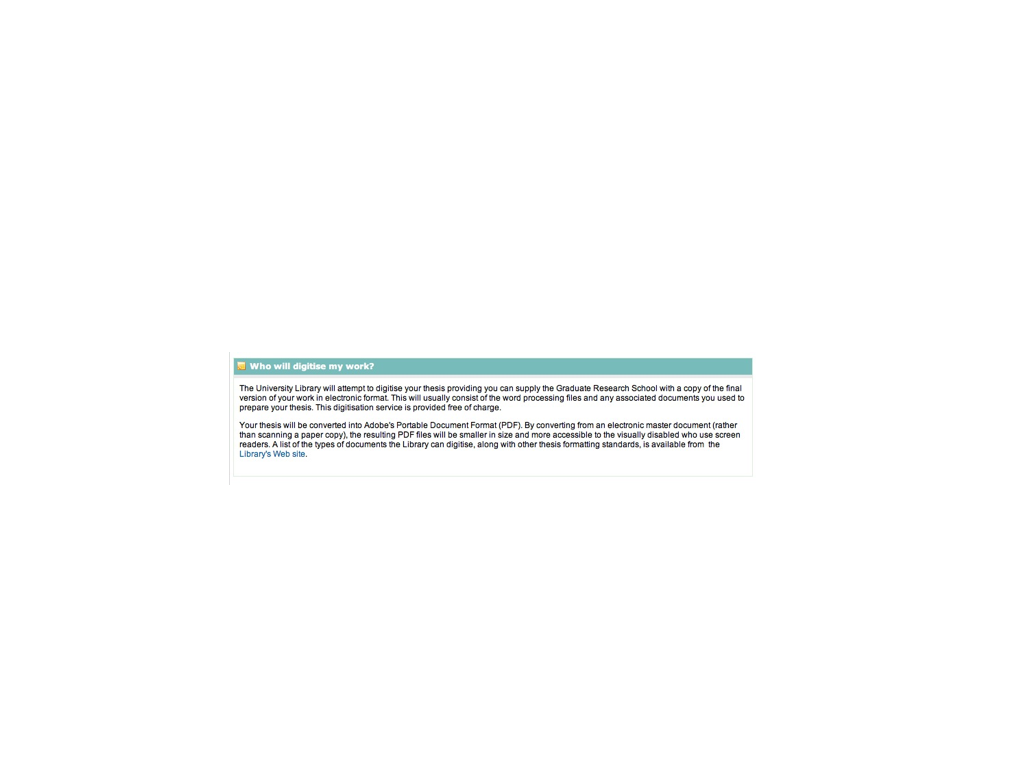 Who will digitise my work?
The University Library will attempt to digitise your thesis providing you can supply the Graduate Research School with a copy of the final
version of your work in electronic format. This will usually consist of the word processing files and any associated documents you used to
prepare your thesis. This digitisation service is provided free of charge.
Your thesis will be converted into Adobe's Portable Document Format (PDF). By converting from an electronic master document (rather
than scanning a paper copy), the resulting PDF files will be smaller in size and more accessible to the visually disabled who use screen
readers. A list of the types of documents the Library can digitise, along with other thesis formatting standards, is available from the
Library's Web site.